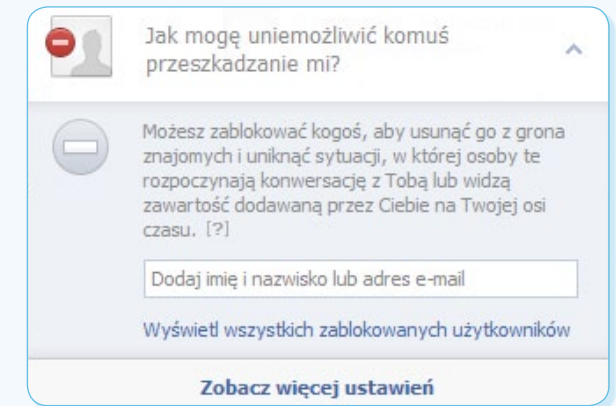 Jak mogę uniemożliwić komuś
przeszkadzanie mi?
Możesz zablokować kogoś, aby usunąć go z grona
znajomych i uniknąć sytuacji, w której osoby te
rozpoczynają konwersację z Tobą lub widzą
zawartość dodawaną przez Ciebie na Twojej osi
czasu. [?]
Dodaj imię i nazwisko lub adres e-mail
Wyświetl wszystkich zablokowanych użytkowników
Zobacz więcej ustawień